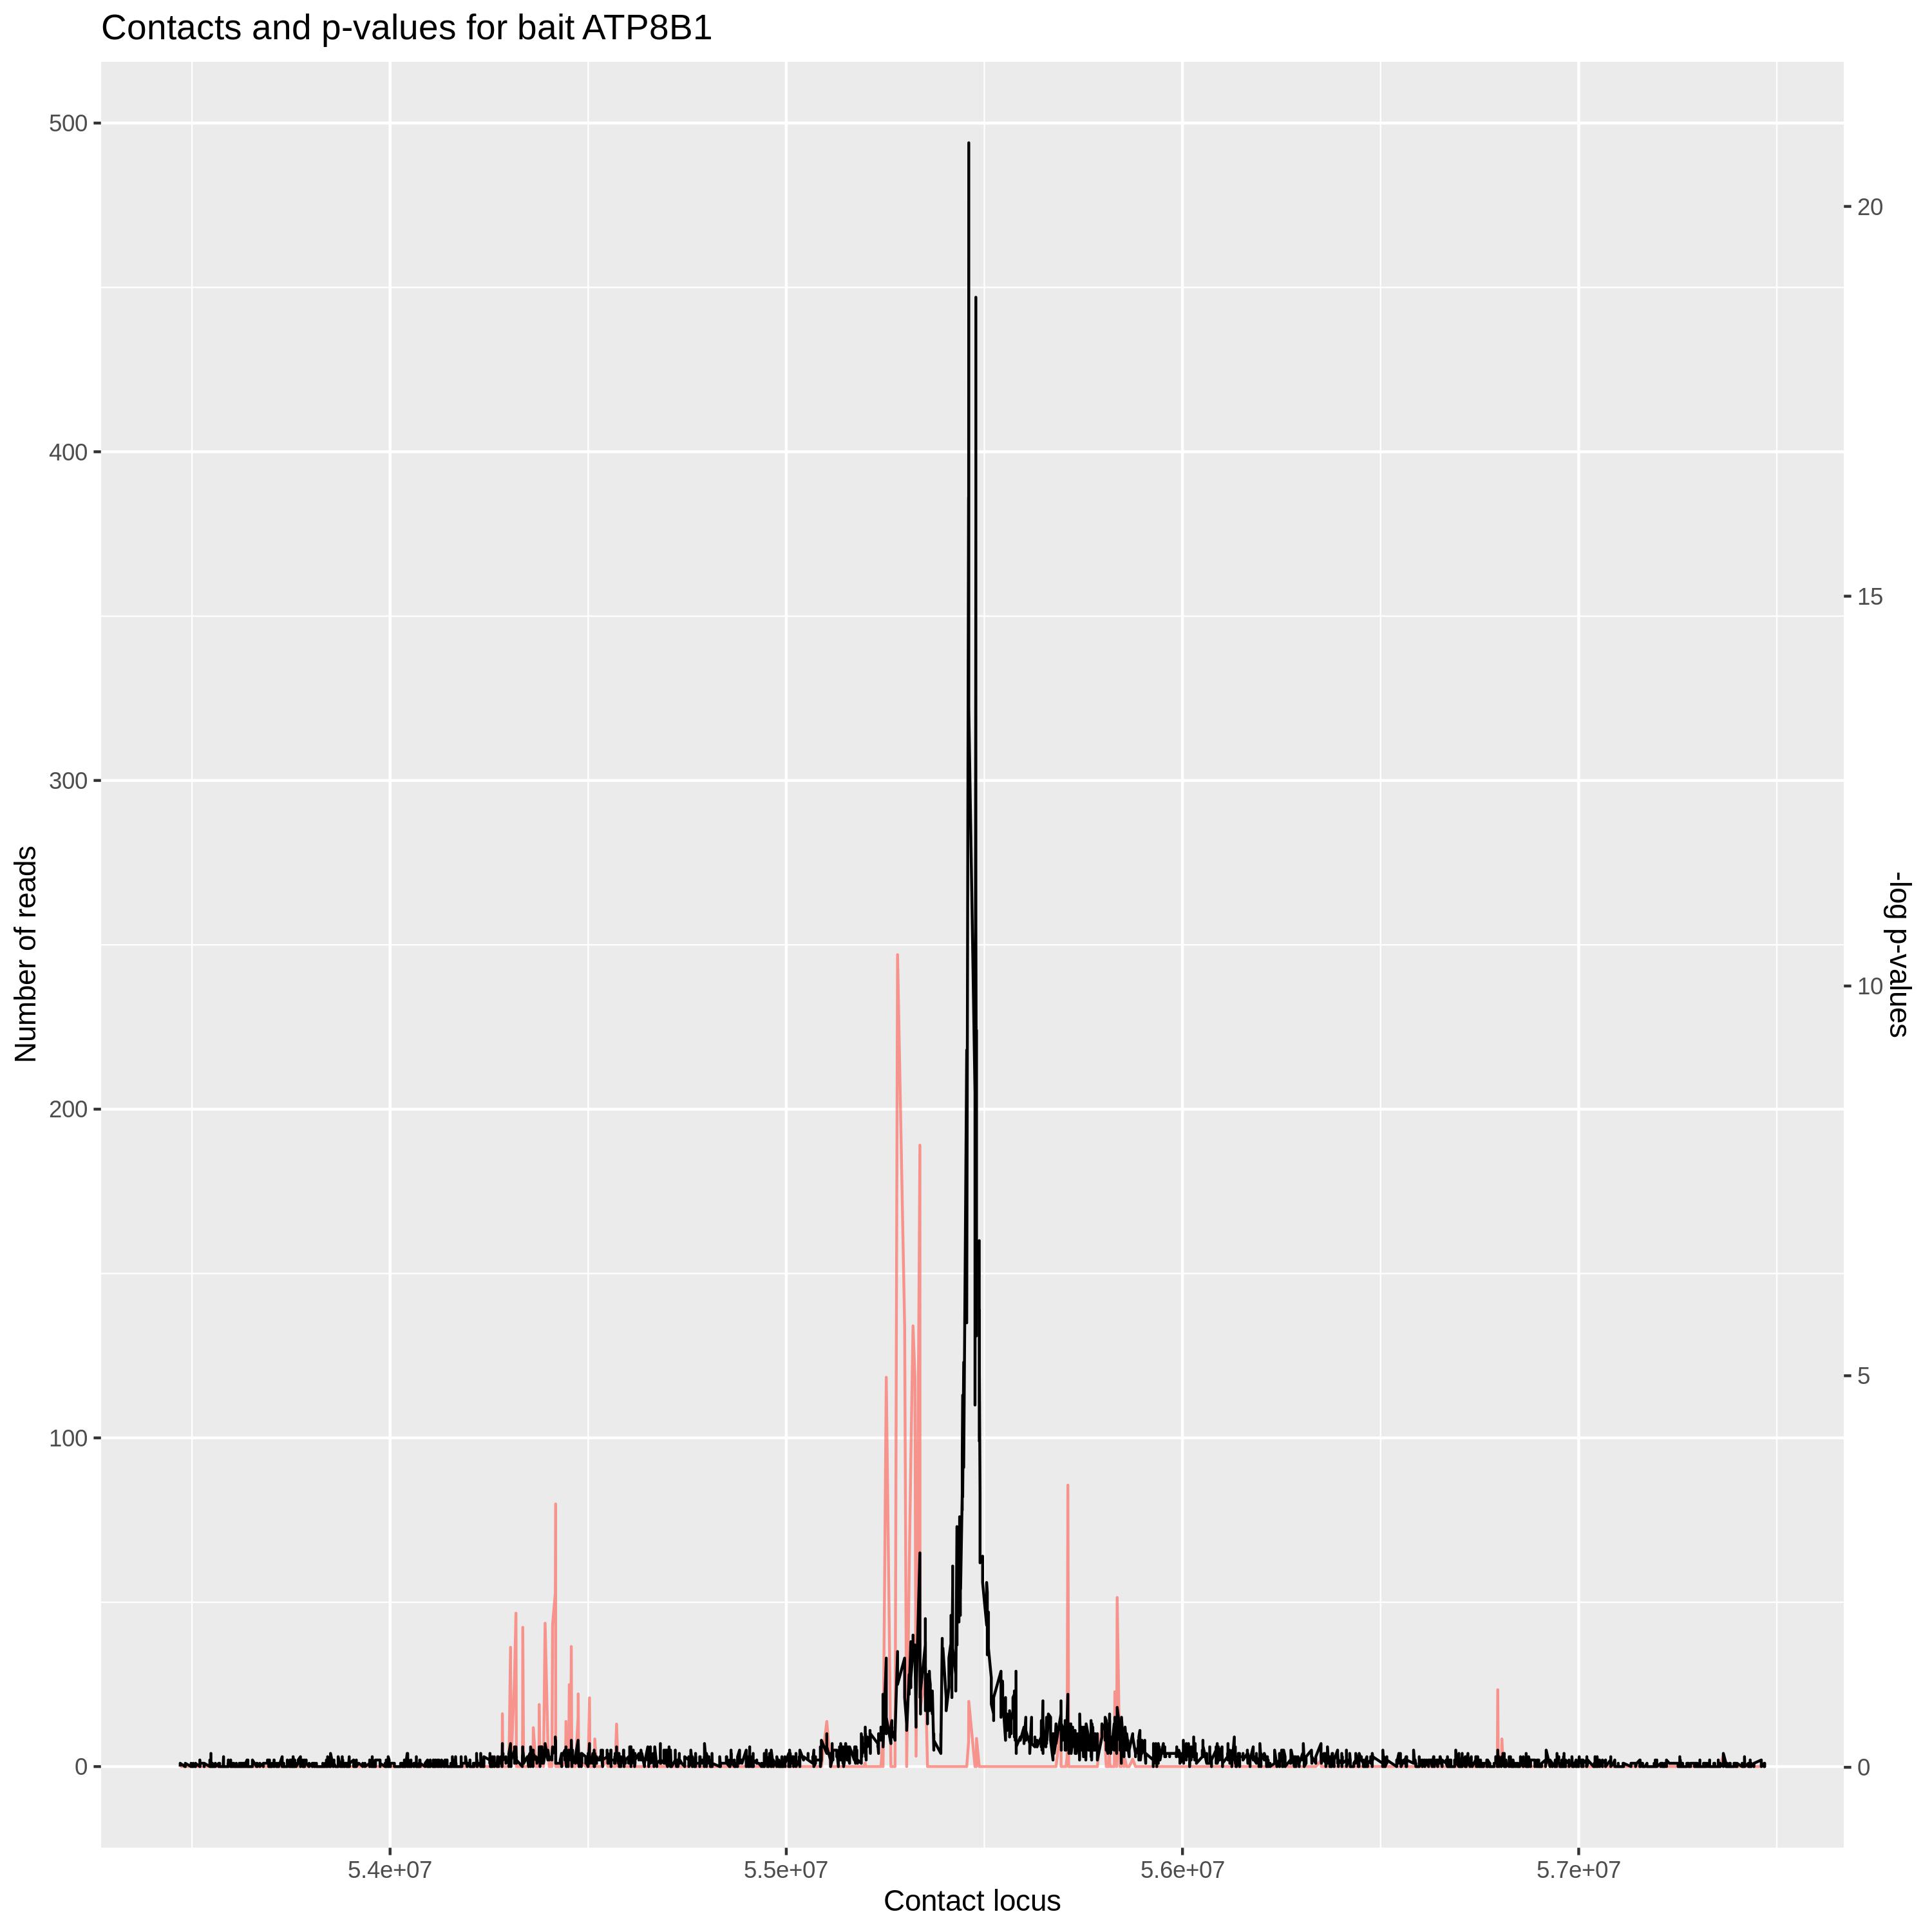 Contacts and p-values for bait ATP8B1
500
400
300
200
100
0
Number of reads
20
15
10
5
0
-log p-values
5.4e+07 5.5e+07 5.6e+07 5.7e+07
Contact locus